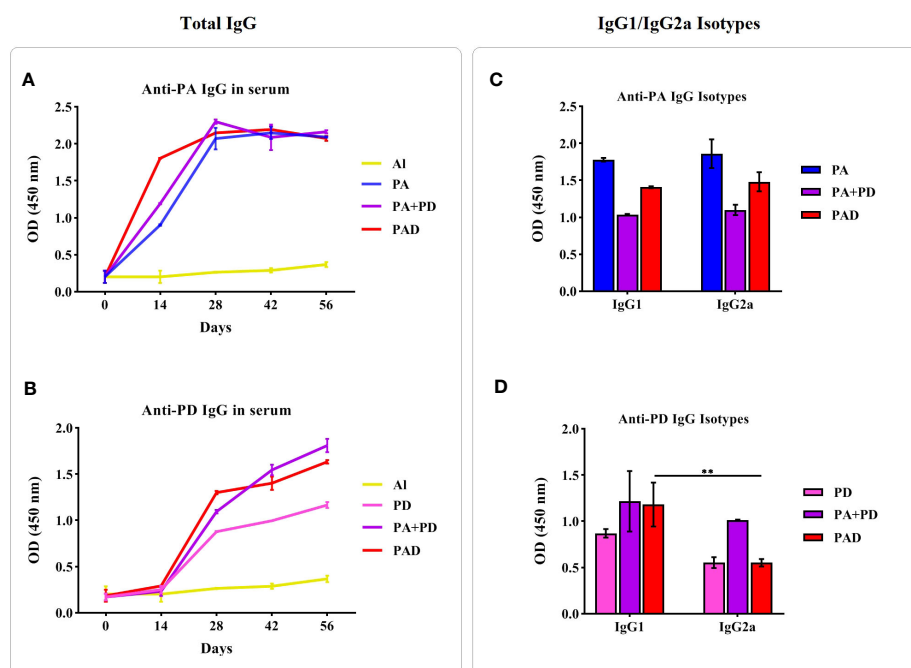 Total IgG
IgG1/IgG2a Isotypes
A
Anti-PA IgG in serum
OD (450 nm)
2.5
2.0
1.5
1.0
0.5
0.0
0 14 28 42 56
Days
Al
PA
PA+PD
PAD
C
Anti-PA IgG Isotypes
OD (450 nm)
2.5
2.0
1.5
1.0
0.5
0.0
IgG1 IgG2a
PA
PA+PD
PAD
B
Anti-PD IgG in serum
OD (450 nm)
2.0
1.5
1.0
0.5
0.0
0 14 28 42 56
Days
Al
PD
PA+PD
PAD
D
Anti-PD IgG Isotypes
OD (450 nm)
2.0
1.5
1.0
0.5
0.0
**
IgG1 IgG2a
PD
PA+PD
PAD